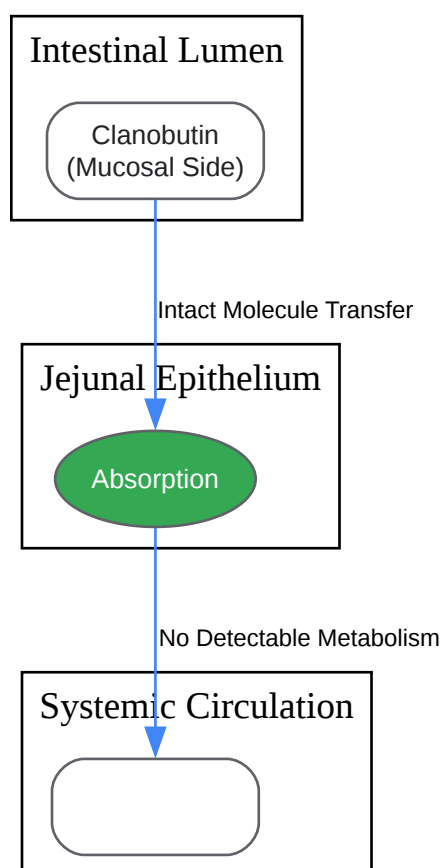 Intestinal Lumen
Clanobutin
(Mucosal Side)
Intact Molecule Transfer
Jejunal Epithelium
Absorption
No Detectable Metabolism
Systemic Circulation